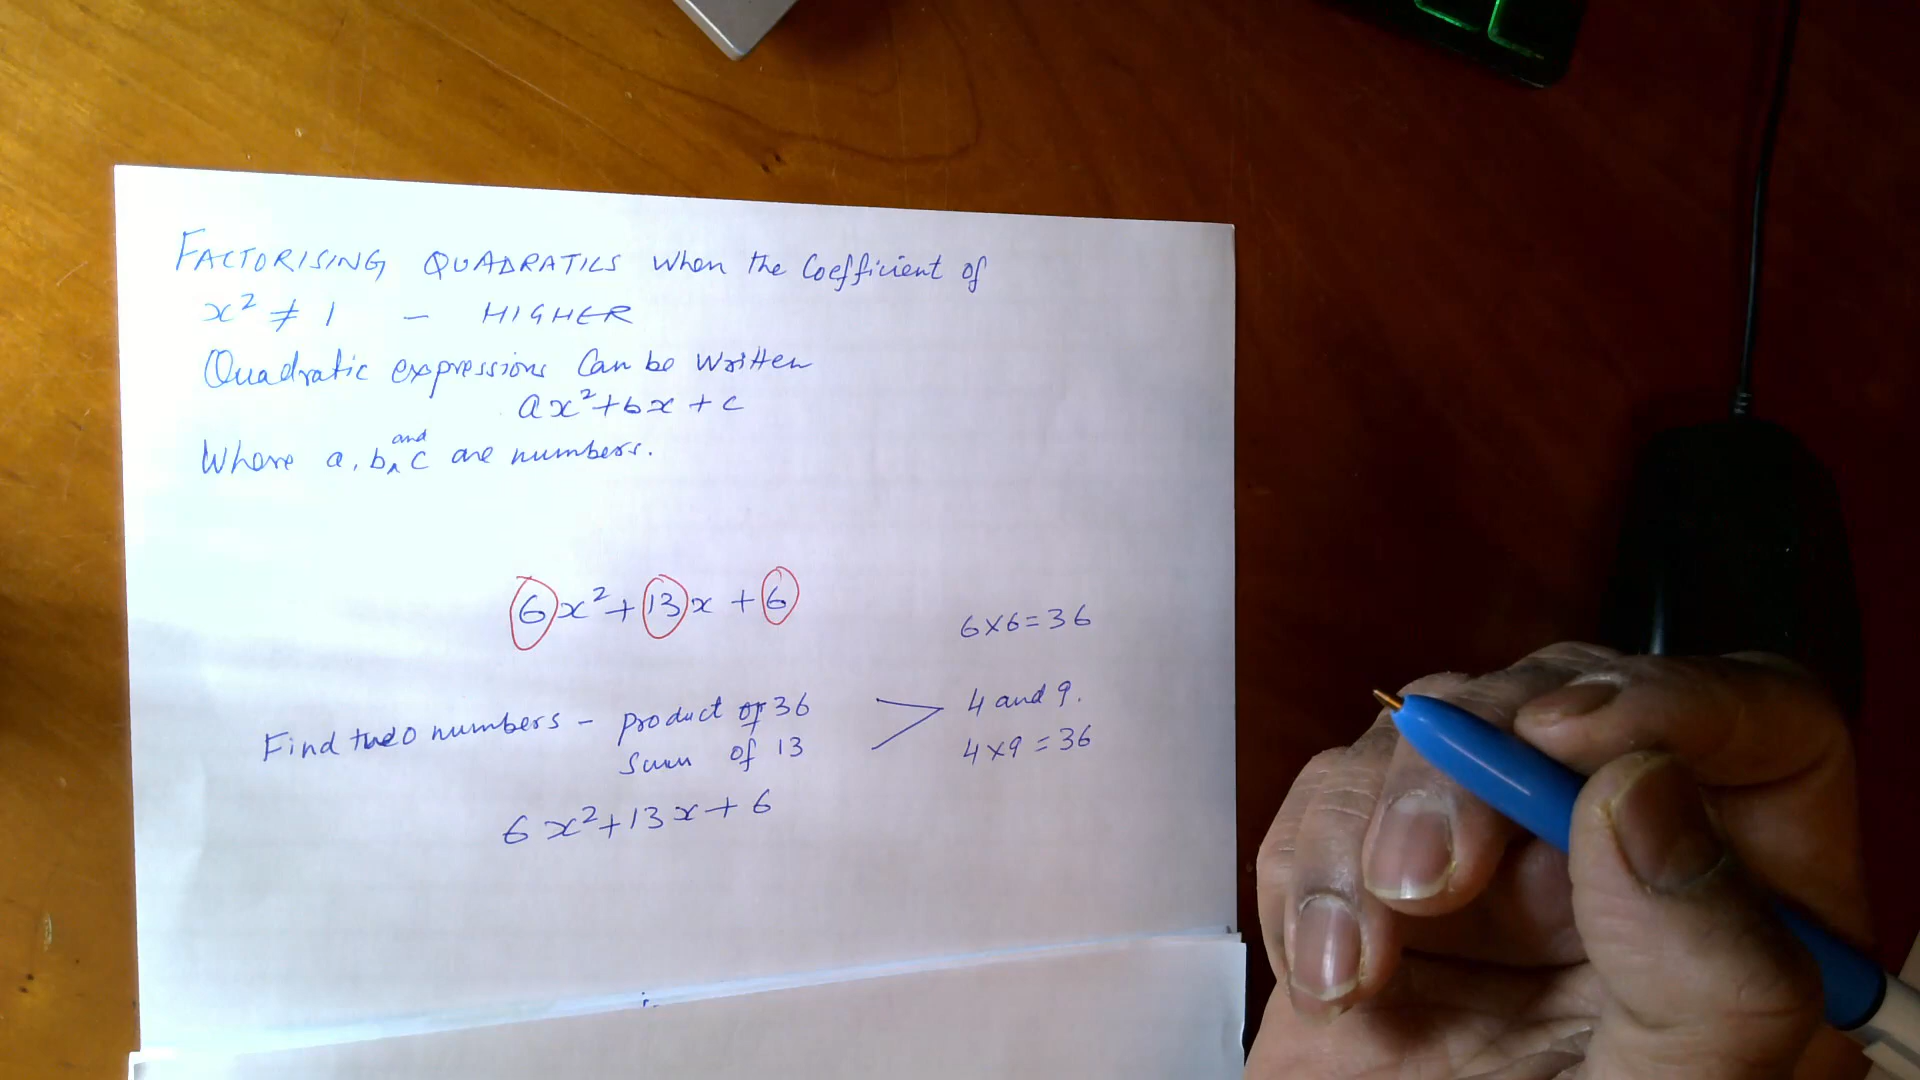 FACTORISING QUADRATICS when the Coefficient of
x² ≠ 1 - HIGHER
Quadratic expressions Can be written
ax²+bx+c
Where a, b, and c are numbers.
6x²+13x+6
6×6=36
Find two numbers - product of 36
sum of 13
4 and 9.
4×9=36
6x²+13x+6